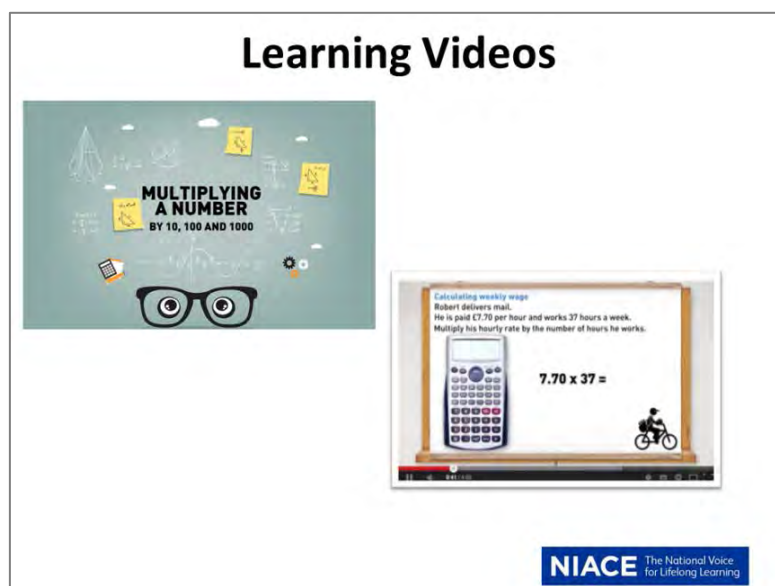 Learning Videos
MULTIPLYING
A NUMBER
BY 10, 100 AND 1000
Calculating weekly wage
Robert delivers mail.
He is paid £7.70 per hour and works 37 hours a week.
Multiply his hourly rate by the number of hours he works.
7.70 x 37 =
NIACE The National Voice
for Lifelong Learning